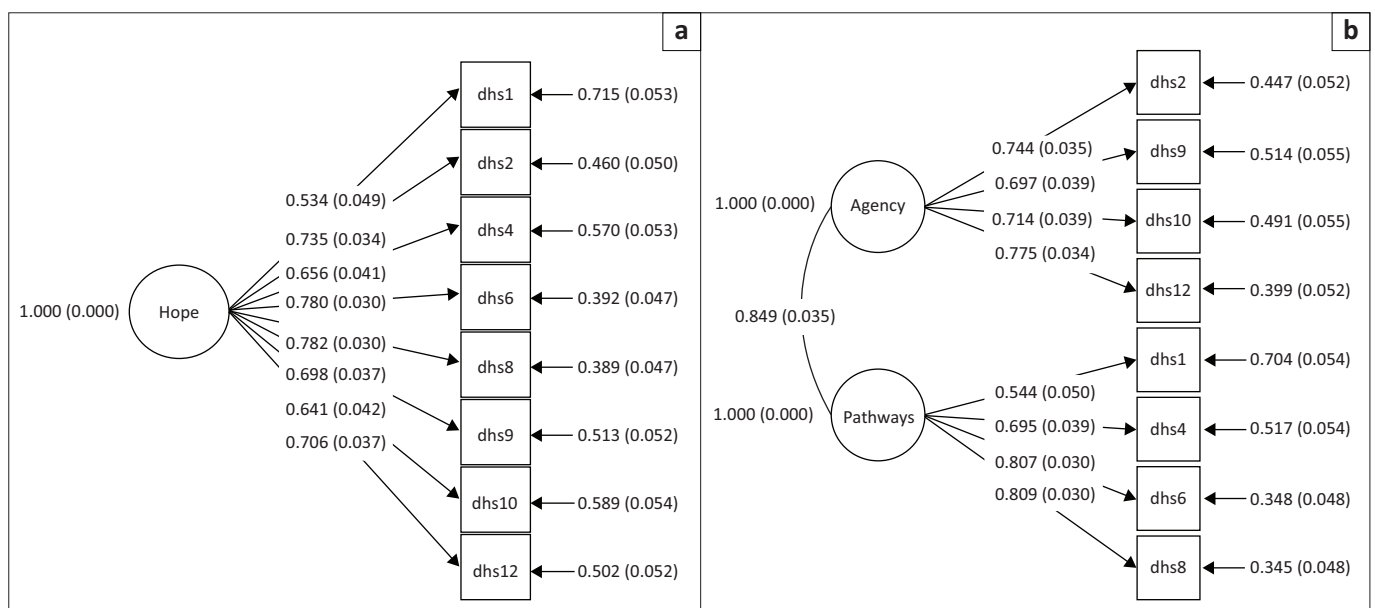 a
dhs1
0.715 (0.053)
dhs2
0.460 (0.050)
0.534 (0.049)
dhs4
0.570 (0.053)
0.735 (0.034)
0.656 (0.041)
dhs6
0.392 (0.047)
0.780 (0.030)
1.000 (0.000)
Hope
0.782 (0.030)
dhs8
0.389 (0.047)
0.698 (0.037)
0.641 (0.042)
dhs9
0.513 (0.052)
0.706 (0.037)
dhs10
0.589 (0.054)
dhs12
0.502 (0.052)
b
dhs2
0.447 (0.052)
0.744 (0.035)
dhs9
0.514 (0.055)
0.697 (0.039)
1.000 (0.000)
Agency
0.714 (0.039)
dhs10
0.491 (0.055)
0.775 (0.034)
dhs12
0.399 (0.052)
0.849 (0.035)
dhs1
0.704 (0.054)
0.544 (0.050)
1.000 (0.000)
Pathways
0.695 (0.039)
dhs4
0.517 (0.054)
0.807 (0.030)
0.809 (0.030)
dhs6
0.348 (0.048)
dhs8
0.345 (0.048)